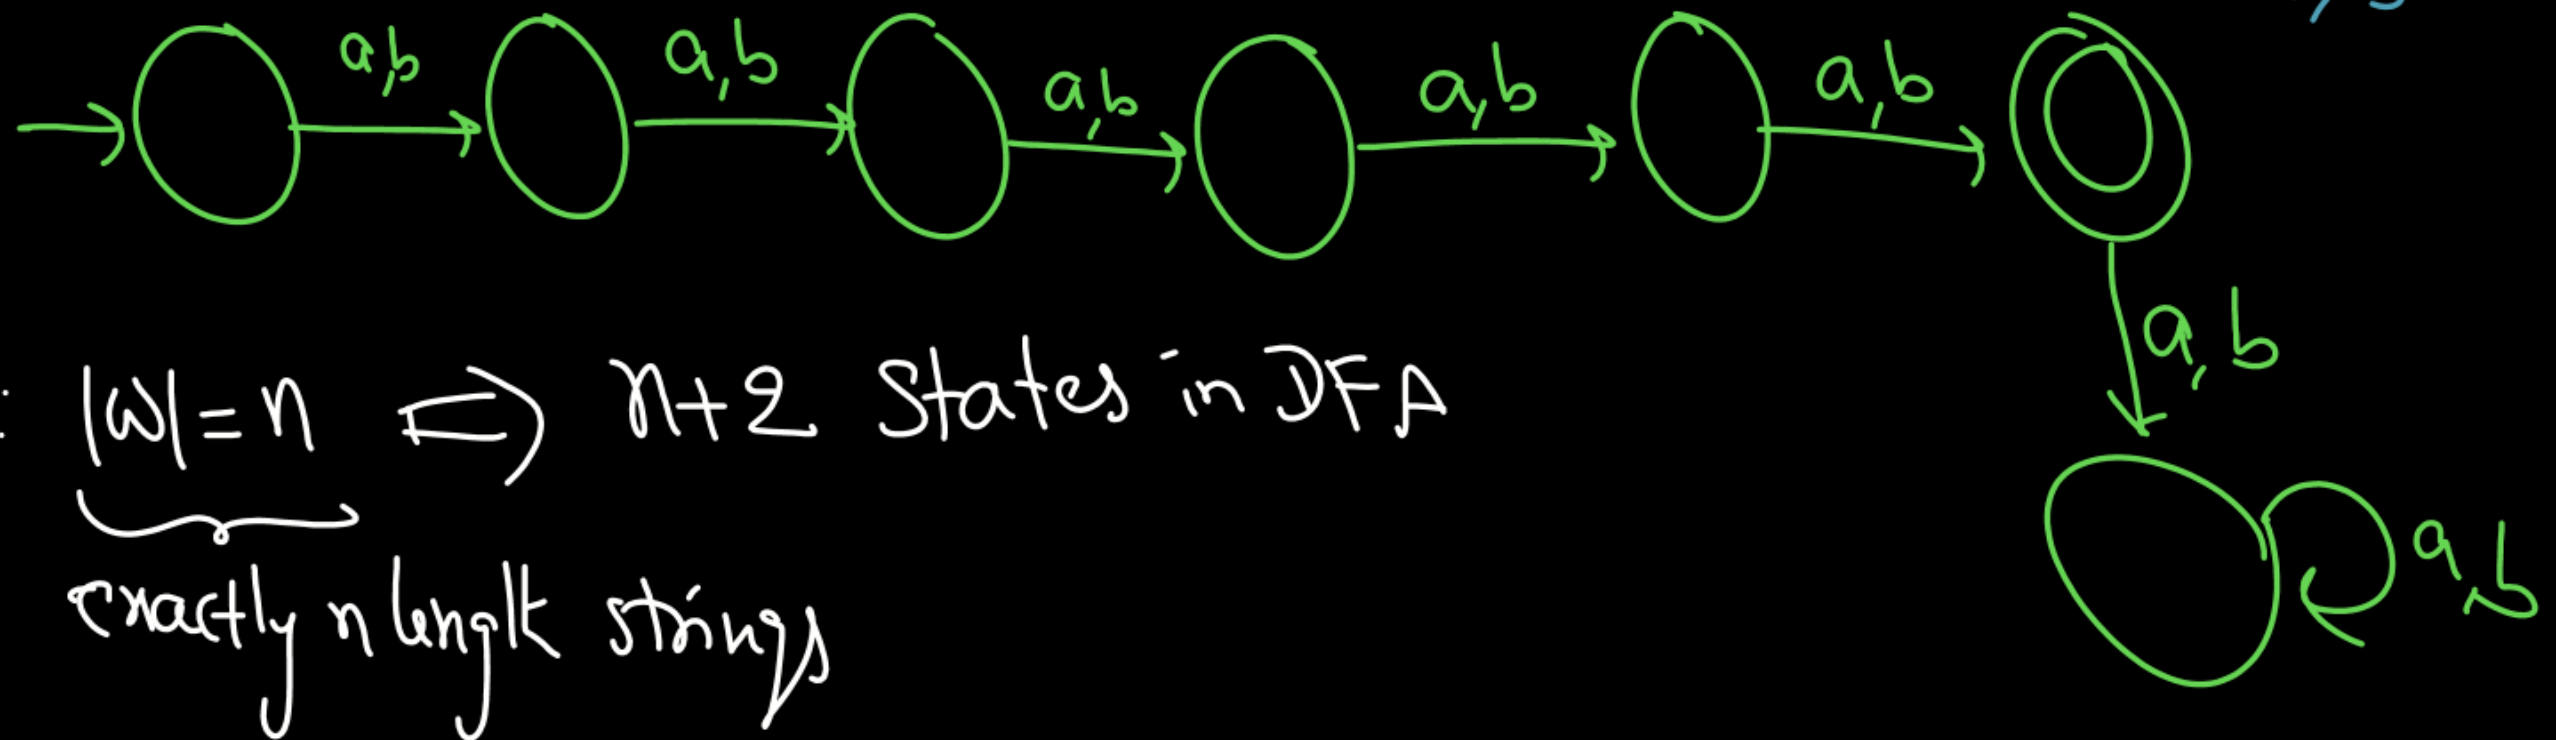 a,b a,b a,b a,b a,b
a,b
: |w|=n ⇒ n+2 States in DFA
a,b
exactly n length strings